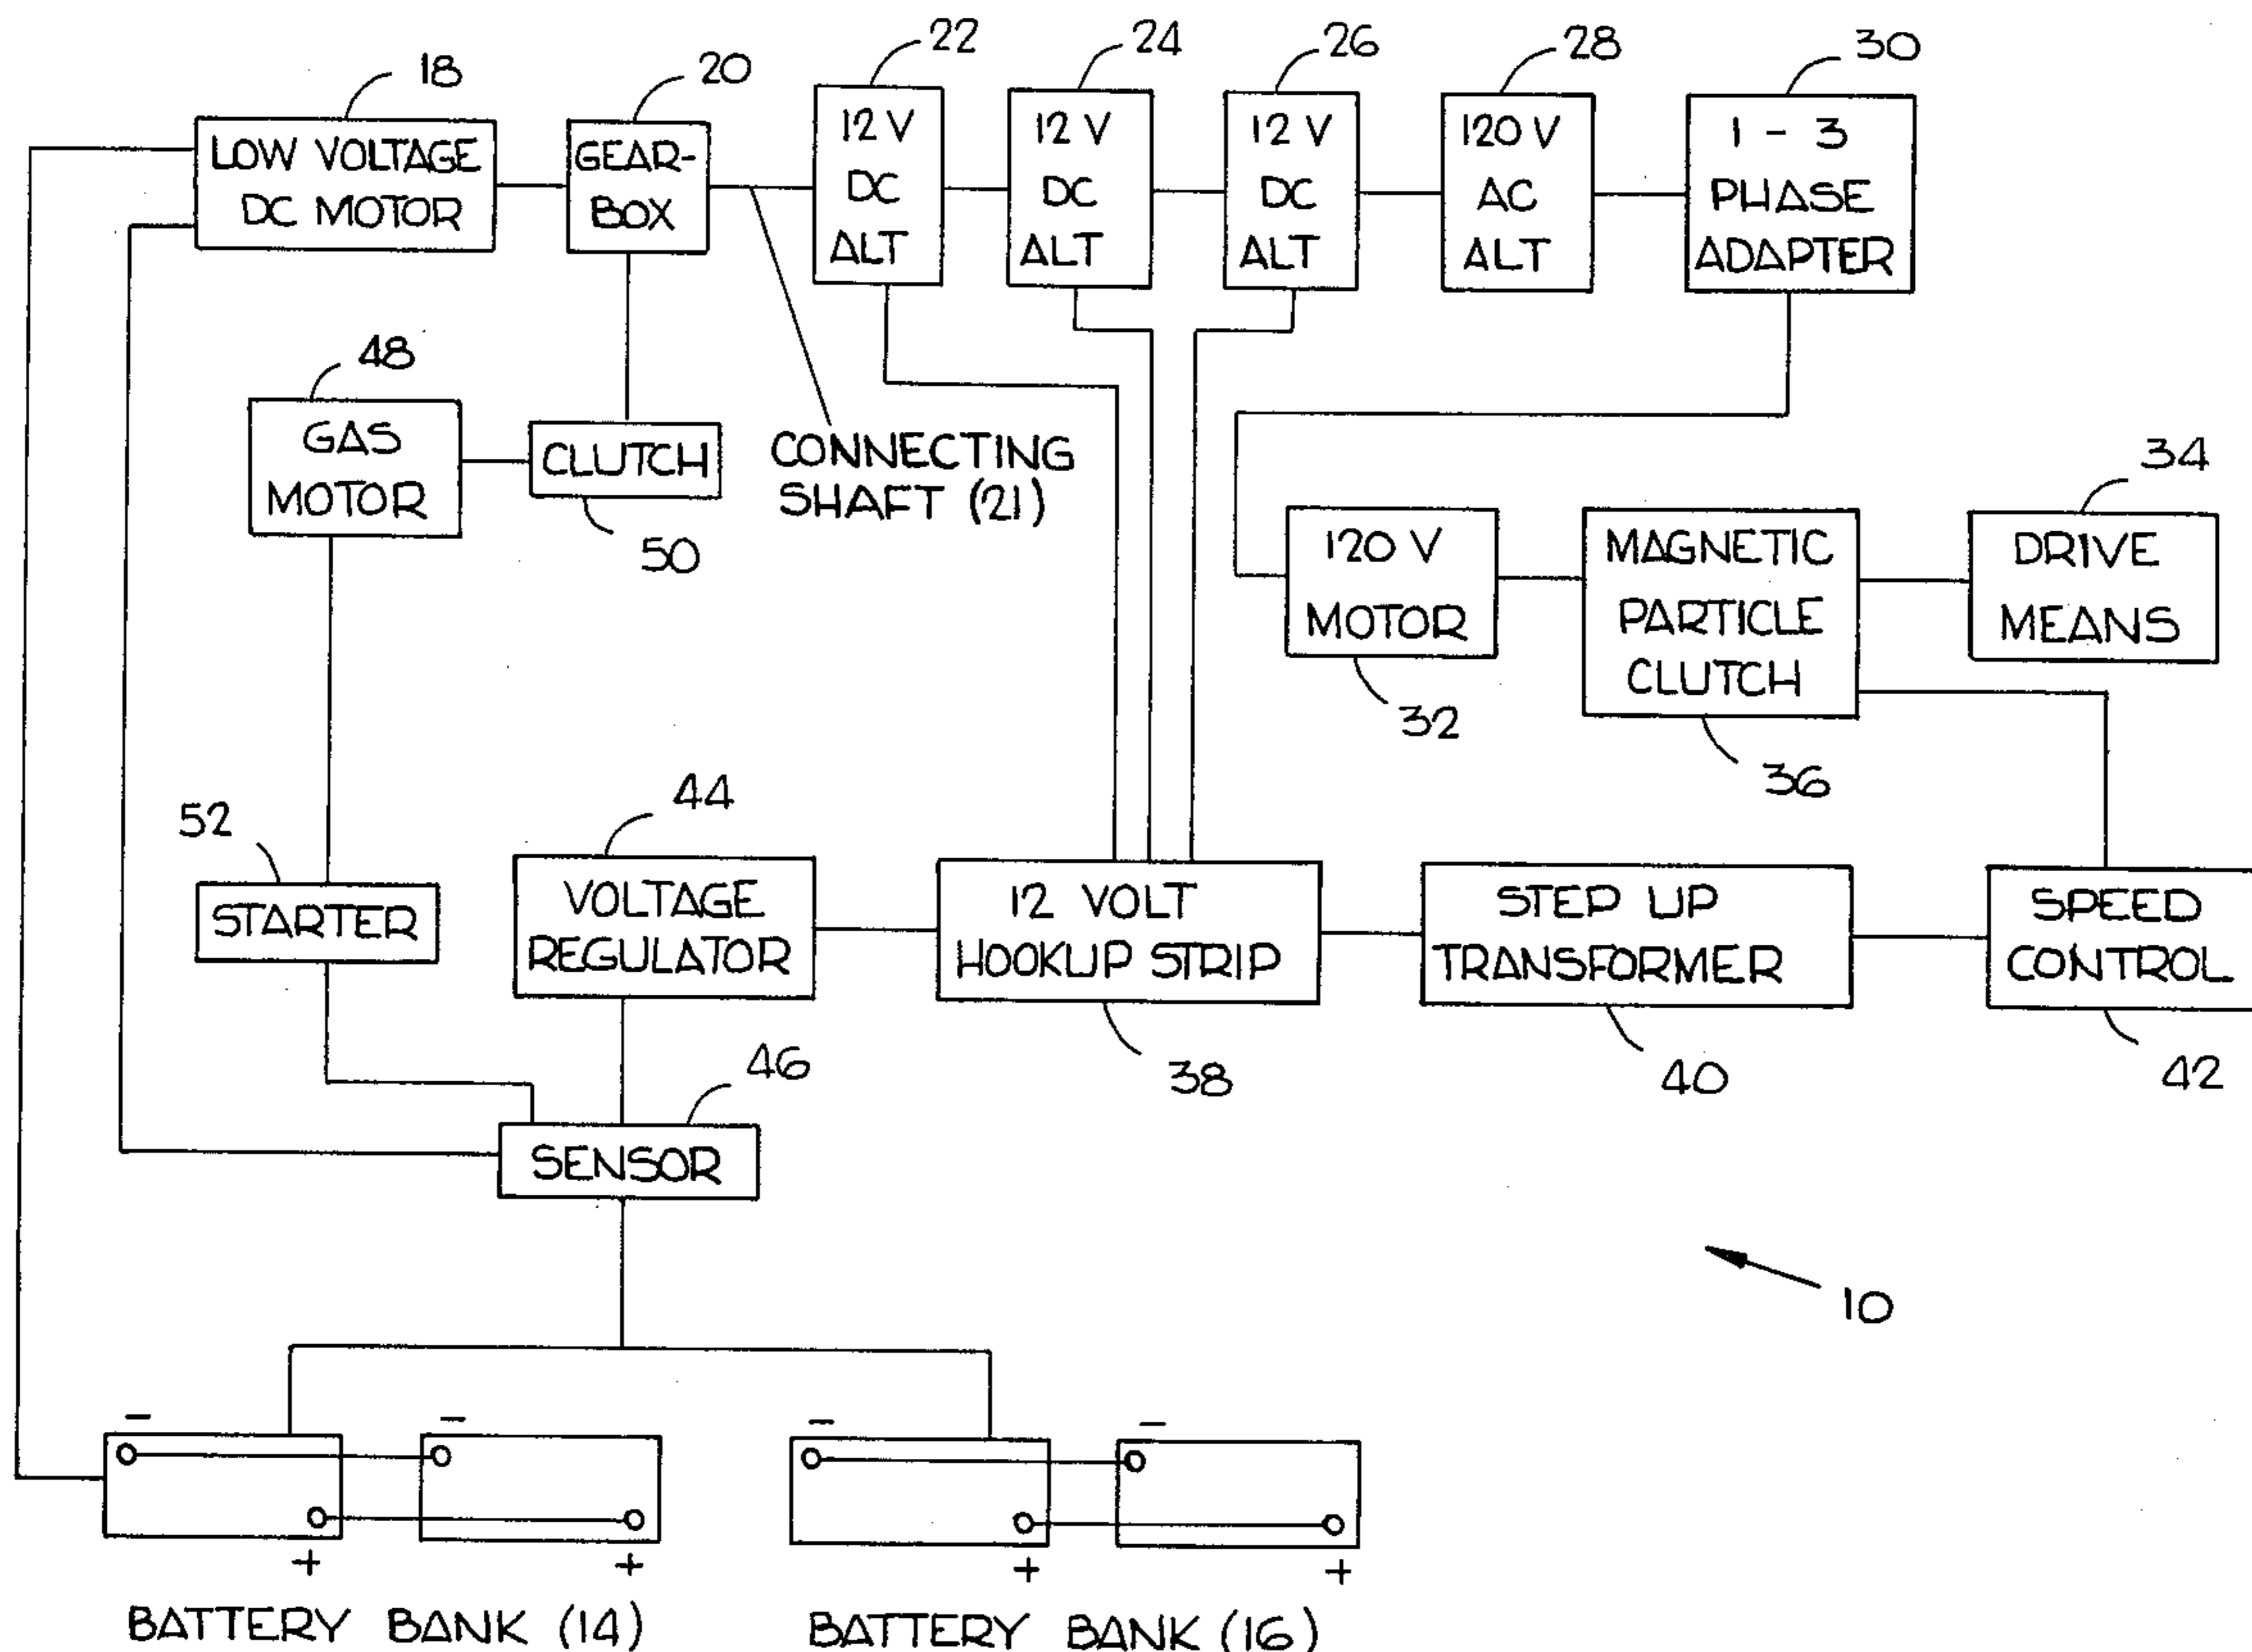 18
20
22
24
26
28
30
LOW VOLTAGE
DC MOTOR
GEAR-
BOX
12 V
DC
ALT
12 V
DC
ALT
12 V
DC
ALT
120 V
AC
ALT
1 - 3
PHASE
ADAPTER
48
GAS
MOTOR
CLUTCH
50
CONNECTING
SHAFT (21)
34
120 V
MOTOR
32
MAGNETIC
PARTICLE
CLUTCH
36
DRIVE
MEANS
52
STARTER
44
VOLTAGE
REGULATOR
12 VOLT
HOOKUP STRIP
38
STEP UP
TRANSFORMER
40
SPEED
CONTROL
42
46
SENSOR
10
- - - -
+ + + +
BATTERY BANK (14)
BATTERY BANK (16)